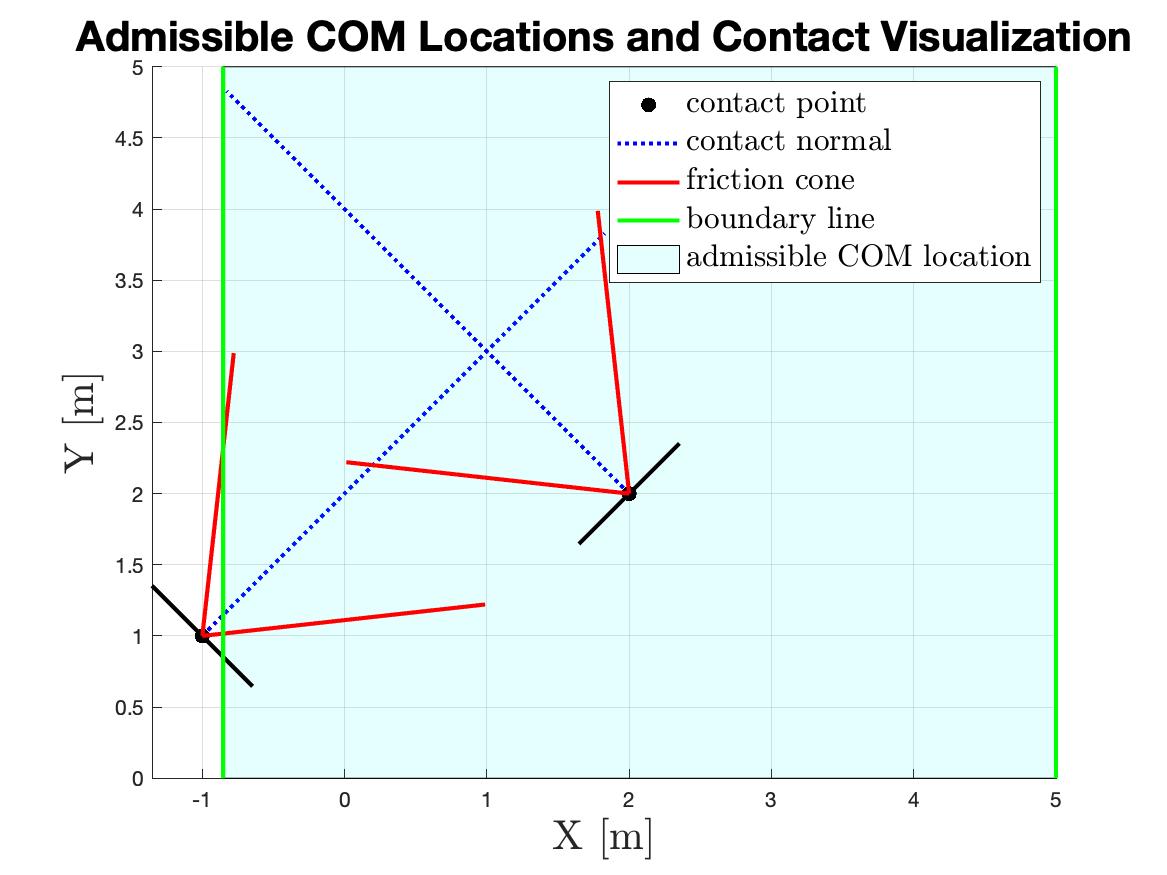 Admissible COM Locations and Contact Visualization
5
4.5
4
3.5
3
2.5
2
1.5
1
0.5
0
Y [m]
contact point
contact normal
friction cone
boundary line
admissible COM location
-1
0
1
2
3
4
5
X [m]